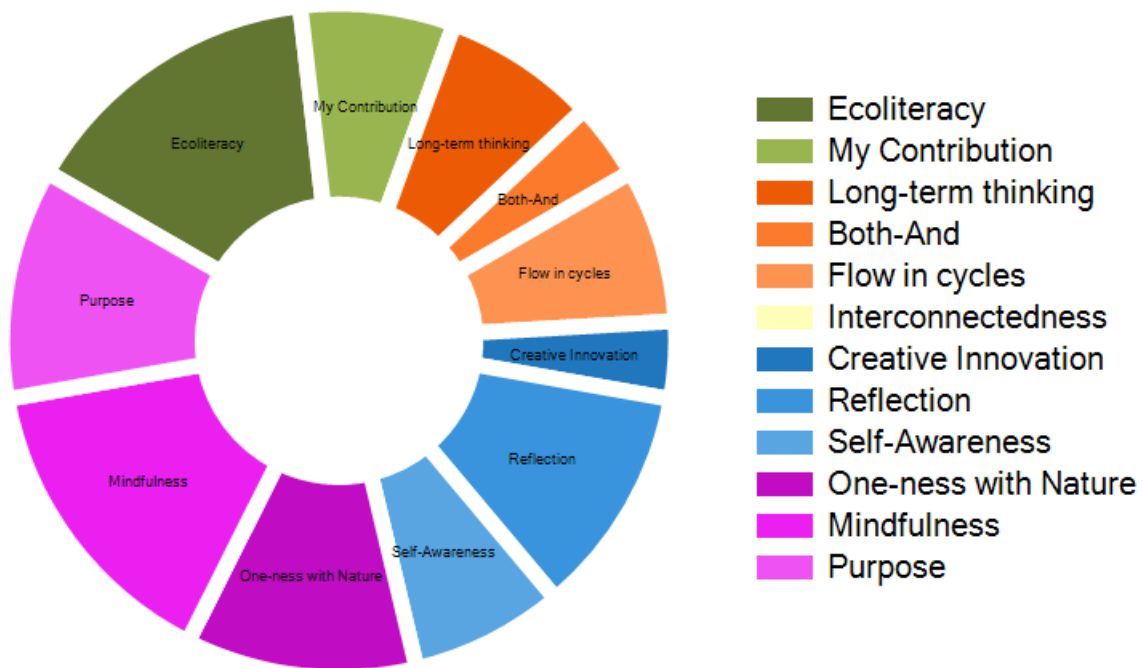 Ecoliteracy
My Contribution
Long-term thinking
Both-And
Flow in cycles
Creative Innovation
Reflection
Self-Awareness
One-ness with Nature
Mindfulness
Purpose
Ecoliteracy
My Contribution
Long-term thinking
Both-And
Flow in cycles
Interconnectedness
Creative Innovation
Reflection
Self-Awareness
One-ness with Nature
Mindfulness
Purpose